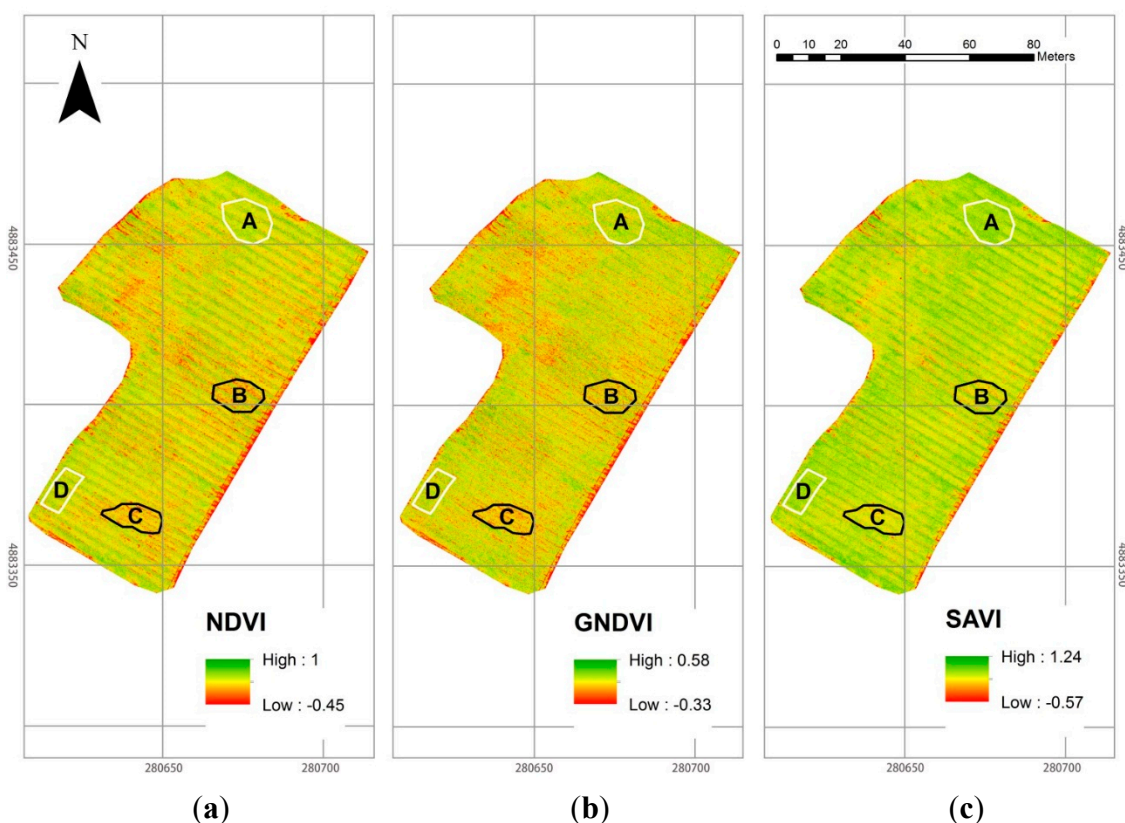 N
A
B
C
D
4883450
4883350
NDVI
High : 1
Low : -0.45
280650
280700
(a)
A
B
C
D
GNDVI
High : 0.58
Low : -0.33
280650
280700
(b)
0 10 20 40 60 80
Meters
A
B
C
D
4883450
4883350
SAVI
High : 1.24
Low : -0.57
280650
280700
(c)